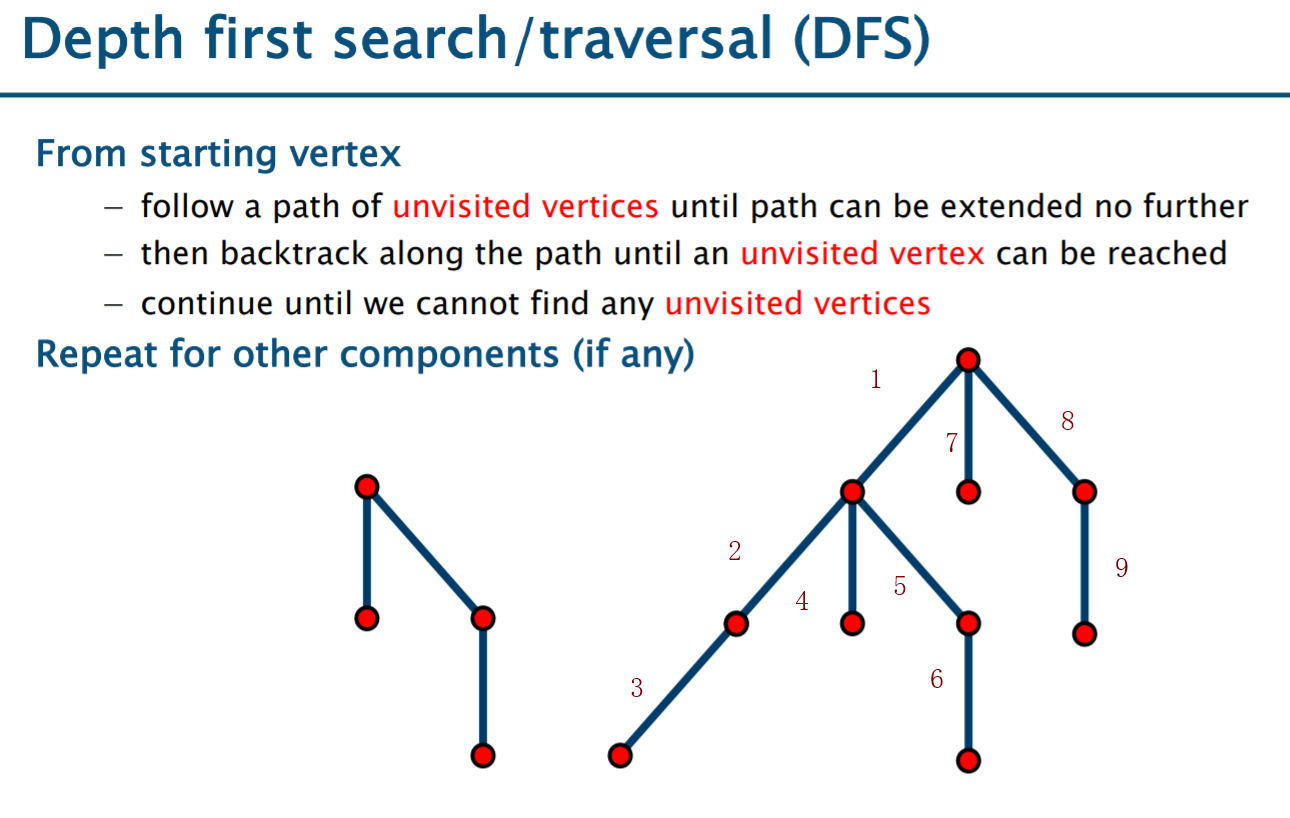 Depth first search/traversal (DFS)
From starting vertex
– follow a path of unvisited vertices until path can be extended no further
– then backtrack along the path until an unvisited vertex can be reached
– continue until we cannot find any unvisited vertices
Repeat for other components (if any)
1
8
7
2
9
5
4
6
3